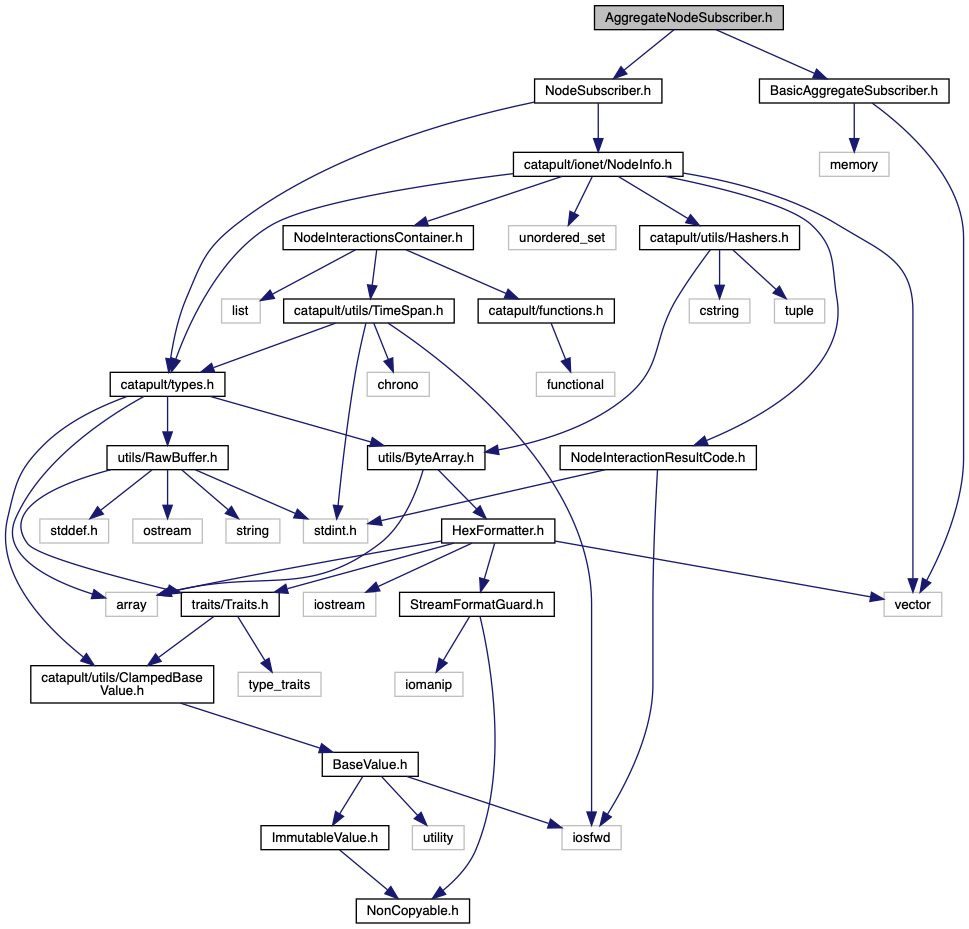 AggregateNodeSubscriber.h
NodeSubscriber.h
BasicAggregateSubscriber.h
catapult/ionet/NodeInfo.h
memory
NodeInteractionsContainer.h
unordered_set
catapult/utils/Hashers.h
list
catapult/utils/TimeSpan.h
catapult/functions.h
cstring
tuple
catapult/types.h
chrono
functional
utils/RawBuffer.h
utils/ByteArray.h
NodeInteractionResultCode.h
stddef.h
ostream
string
stdint.h
HexFormatter.h
array
traits/Traits.h
iostream
StreamFormatGuard.h
vector
catapult/utils/ClampedBase
Value.h
type_traits
iomanip
BaseValue.h
ImmutableValue.h
utility
iosfwd
NonCopyable.h